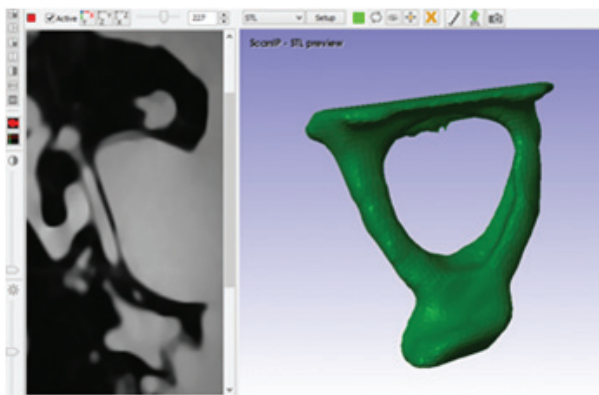 Active
X
Y
Z
227
STL
Setup
ScanIP - STL preview